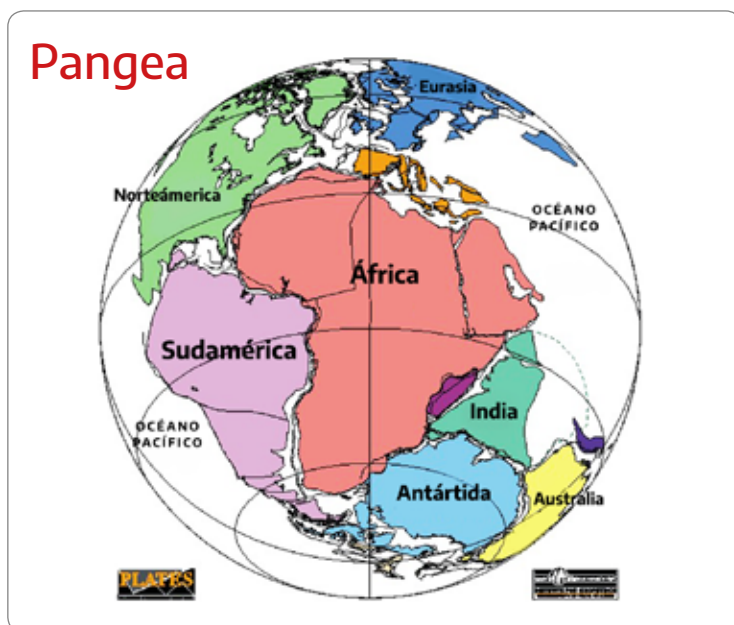 Pangea
Eurasia
Norteámerica
OCÉANO
PACÍFICO
África
Sudamérica
India
OCÉANO
PACÍFICO
Antártida
Australia
PLATES